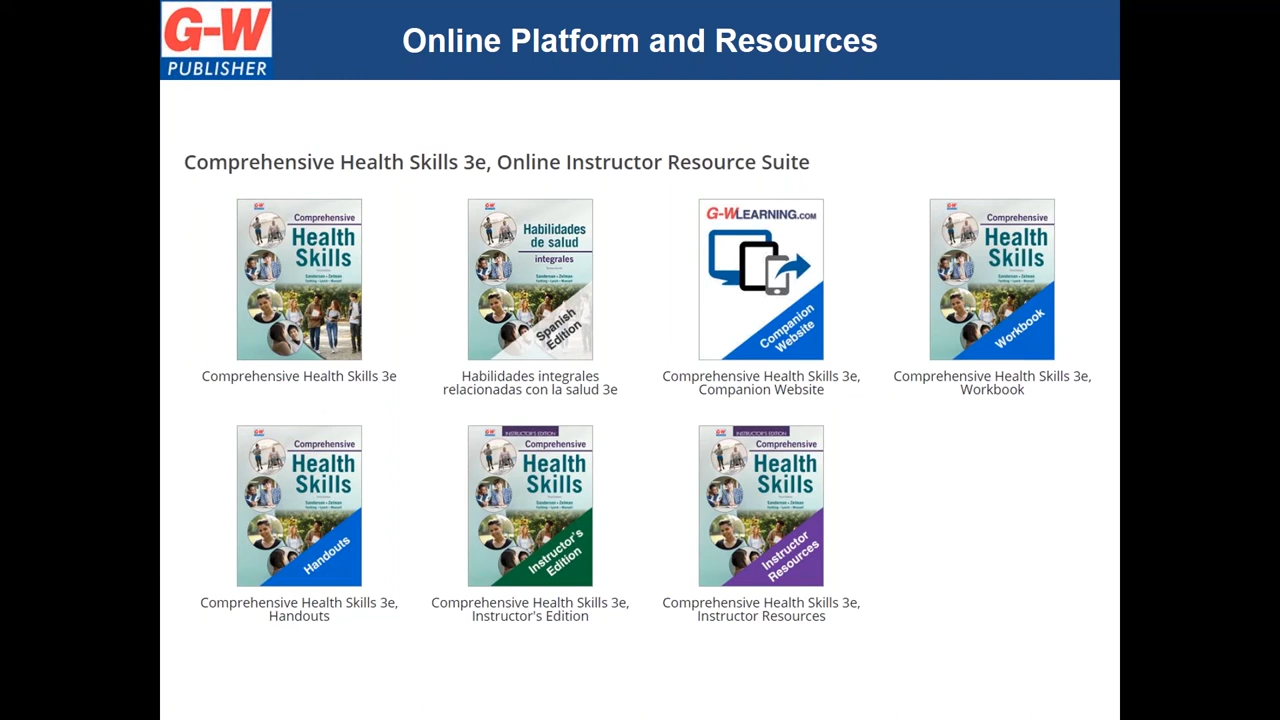 G-W
PUBLISHER
Online Platform and Resources
Comprehensive Health Skills 3e, Online Instructor Resource Suite
Comprehensive
Health
Skills
Comprehensive Health Skills 3e
Habilidades
de salud
integrales
Spanish
Edition
Habilidades integrales
relacionadas con la salud 3e
G-WLEARNING.COM
Companion
Website
Comprehensive Health Skills 3e,
Companion Website
Comprehensive
Health
Skills
Workbook
Comprehensive Health Skills 3e,
Workbook
Comprehensive
Health
Skills
Handouts
Comprehensive Health Skills 3e,
Handouts
INSTRUCTOR'S EDITION
Comprehensive
Health
Skills
Instructor's
Edition
Comprehensive Health Skills 3e,
Instructor's Edition
INSTRUCTOR'S EDITION
Comprehensive
Health
Skills
Instructor
Resources
Comprehensive Health Skills 3e,
Instructor Resources